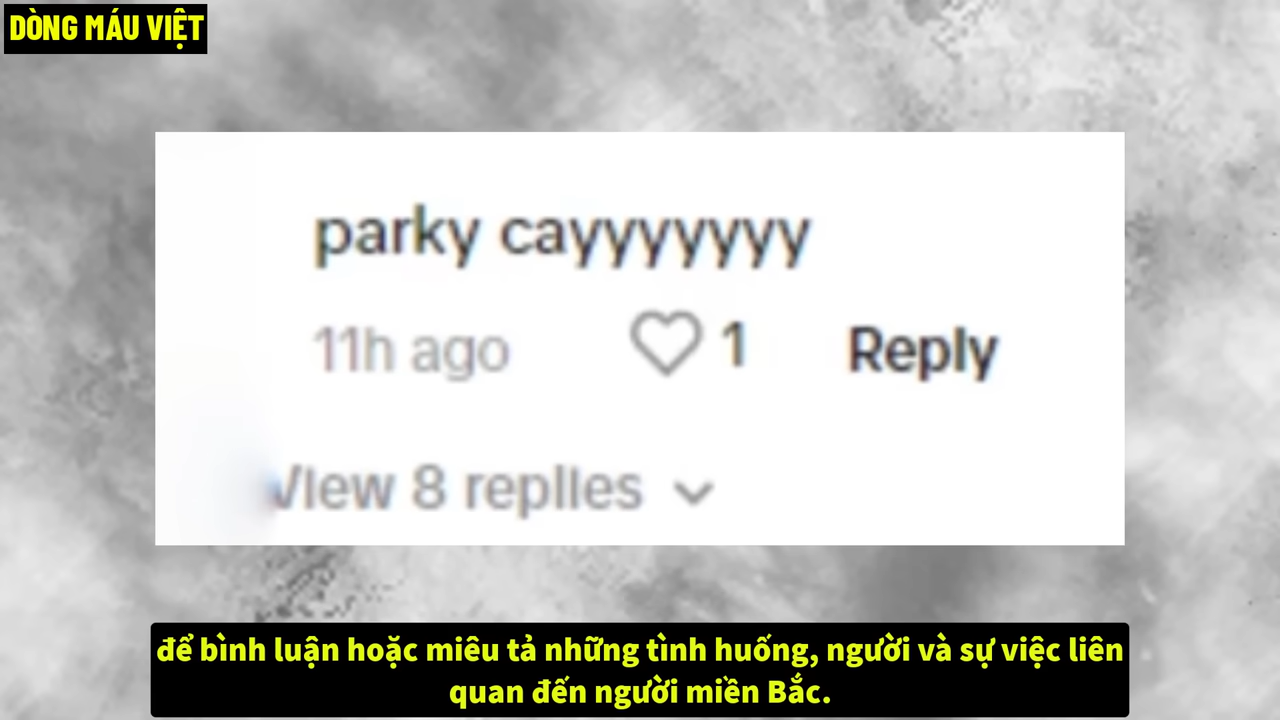 DÒNG MÁU VIỆT
parky cayyyyyyy
11h ago 1 Reply
View 8 replies
để bình luận hoặc miêu tả những tình huống, người và sự việc liên
quan đến người miền Bắc.